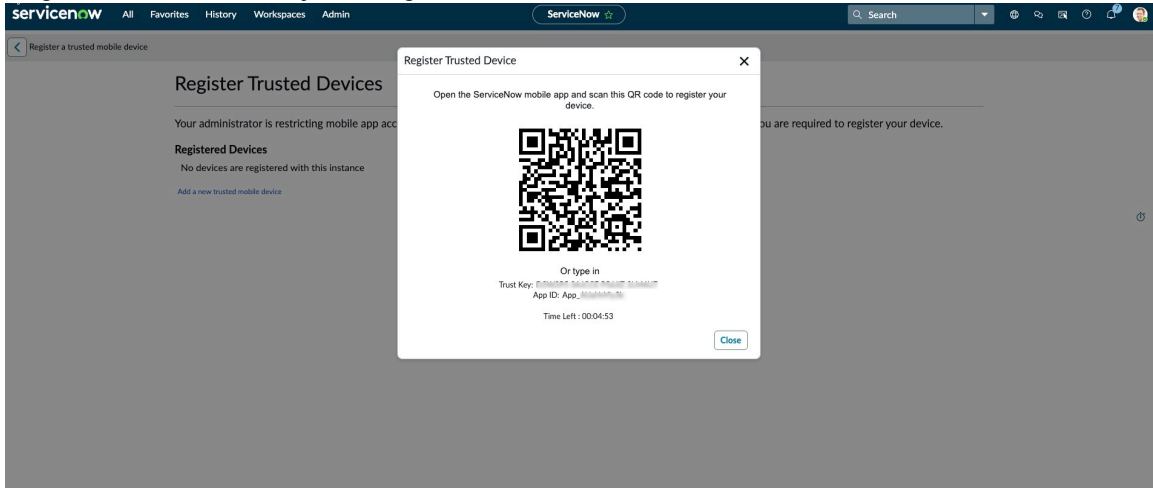 servicenow All Favorites History Workspaces Admin ServiceNow Search 7
Register a trusted mobile device
Register Trusted Devices
Your administrator is restricting mobile app acc
ou are required to register your device.
Registered Devices
No devices are registered with this instance
Add a new trusted mobile device
Register Trusted Device
Open the ServiceNow mobile app and scan this QR code to register your
device.
Or type in
Trust Key:
App ID: App_
Time Left : 00:04:53
Close